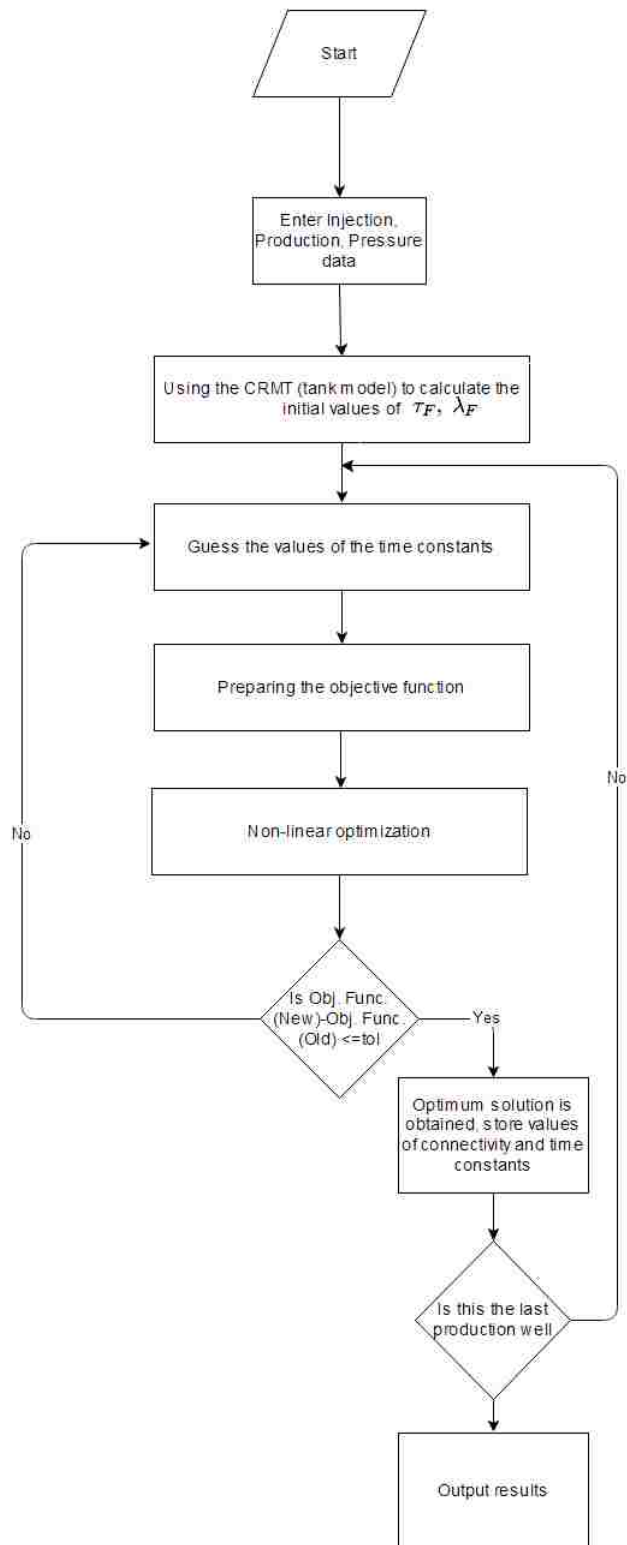 Start
Enter Injection,
Production, Pressure
data
Using the CRMT (tank model) to calculate the
initial values of τ_F, λ_F
Guess the values of the time constants
Preparing the objective function
Non-linear optimization
No
No
Is Obj. Func.
(New)-Obj. Func.
(Old) <=tol
Yes
Optimum solution is
obtained, store values
of connectivity and time
constants
Is this the last
production well
Output results